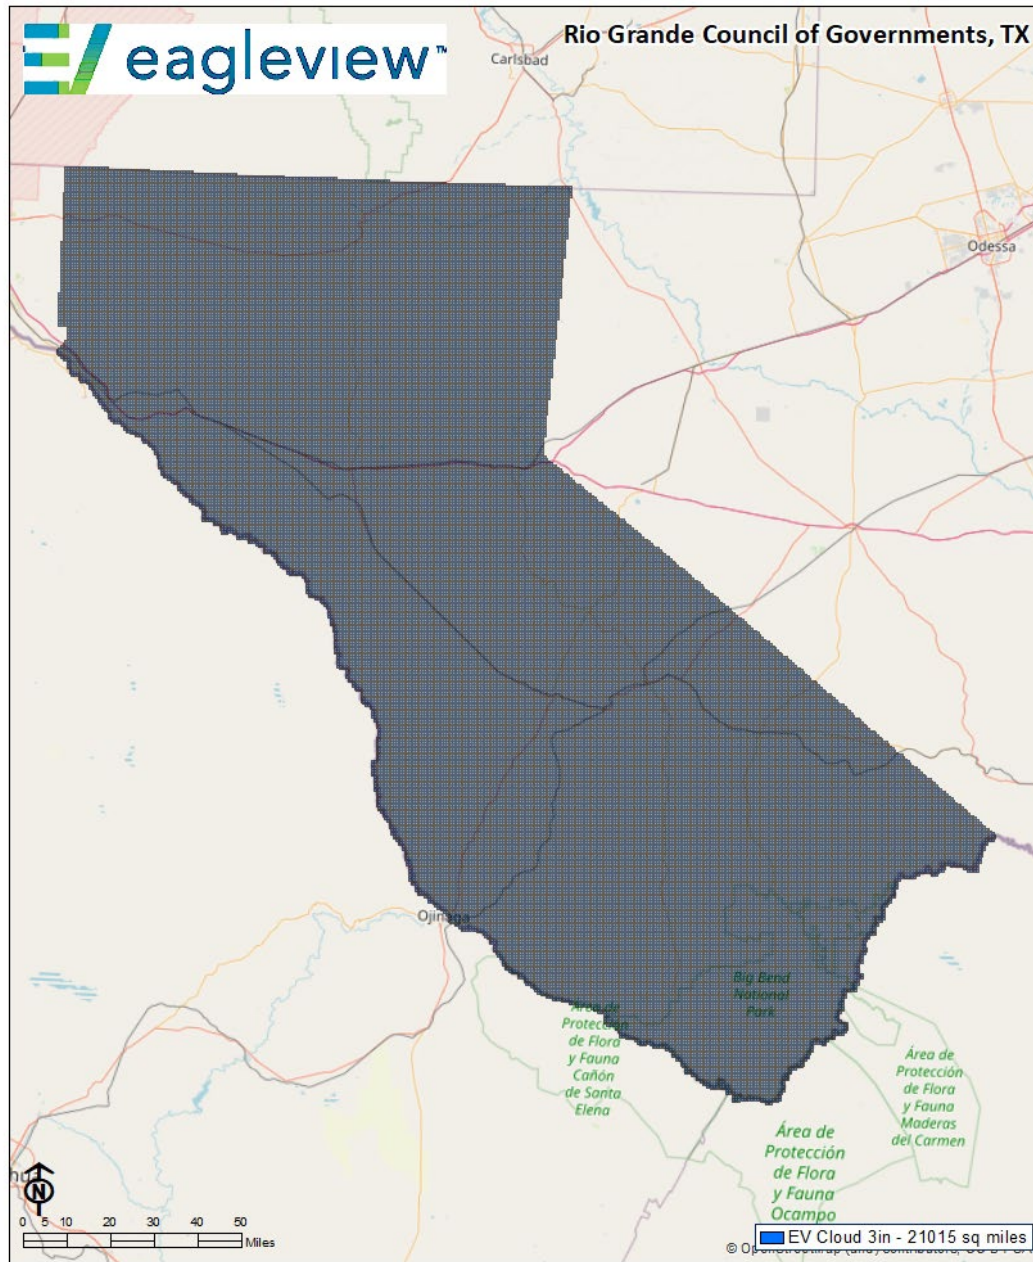 eagleview™
Rio Grande Council of Governments, TX
Carlsbad
Odessa
Ojinaga
Big Bend
National
Park
Área de
Protección
de Flora
y Fauna
Cañón
de Santa
Elena
Área de
Protección
de Flora
y Fauna
Maderas
del Carmen
Área de
Protección
de Flora
y Fauna
Ocampo
N
0 5 10 20 30 40 50
Miles
EV Cloud 3in - 21015 sq miles